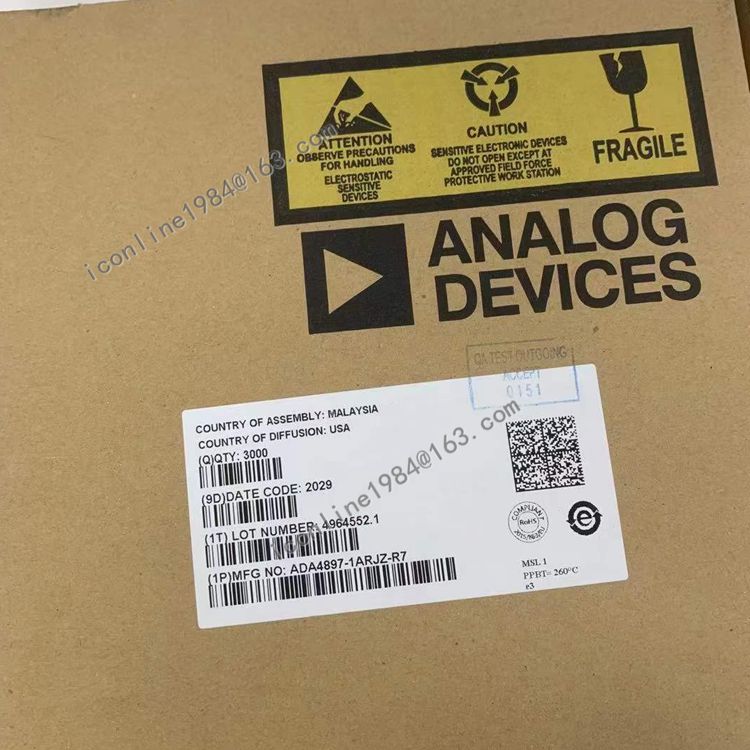 ATTENTION
OBSERVE PRECAUTIONS
FOR HANDLING
ELECTROSTATIC
SENSITIVE
DEVICES
CAUTION
SENSITIVE ELECTRONIC DEVICES
DO NOT OPEN EXCEPT AT
APPROVED FIELD FORCE
PROTECTIVE WORK STATION
FRAGILE
iconline1984@163.com
ANALOG
DEVICES
QA TEST OUTGOING
ACCEPT
0151
COUNTRY OF ASSEMBLY: MALAYSIA
COUNTRY OF DIFFUSION: USA
(Q)QTY: 3000
(9D)DATE CODE: 2029
(1T) LOT NUMBER: 4964552.1
(1P)MFG NO: ADA4897-1ARJZ-R7
iconline1984@163.com
COMPLIANT
RoHS
2015/863/EU
e
MSL 1
PPBT= 260°C
e3